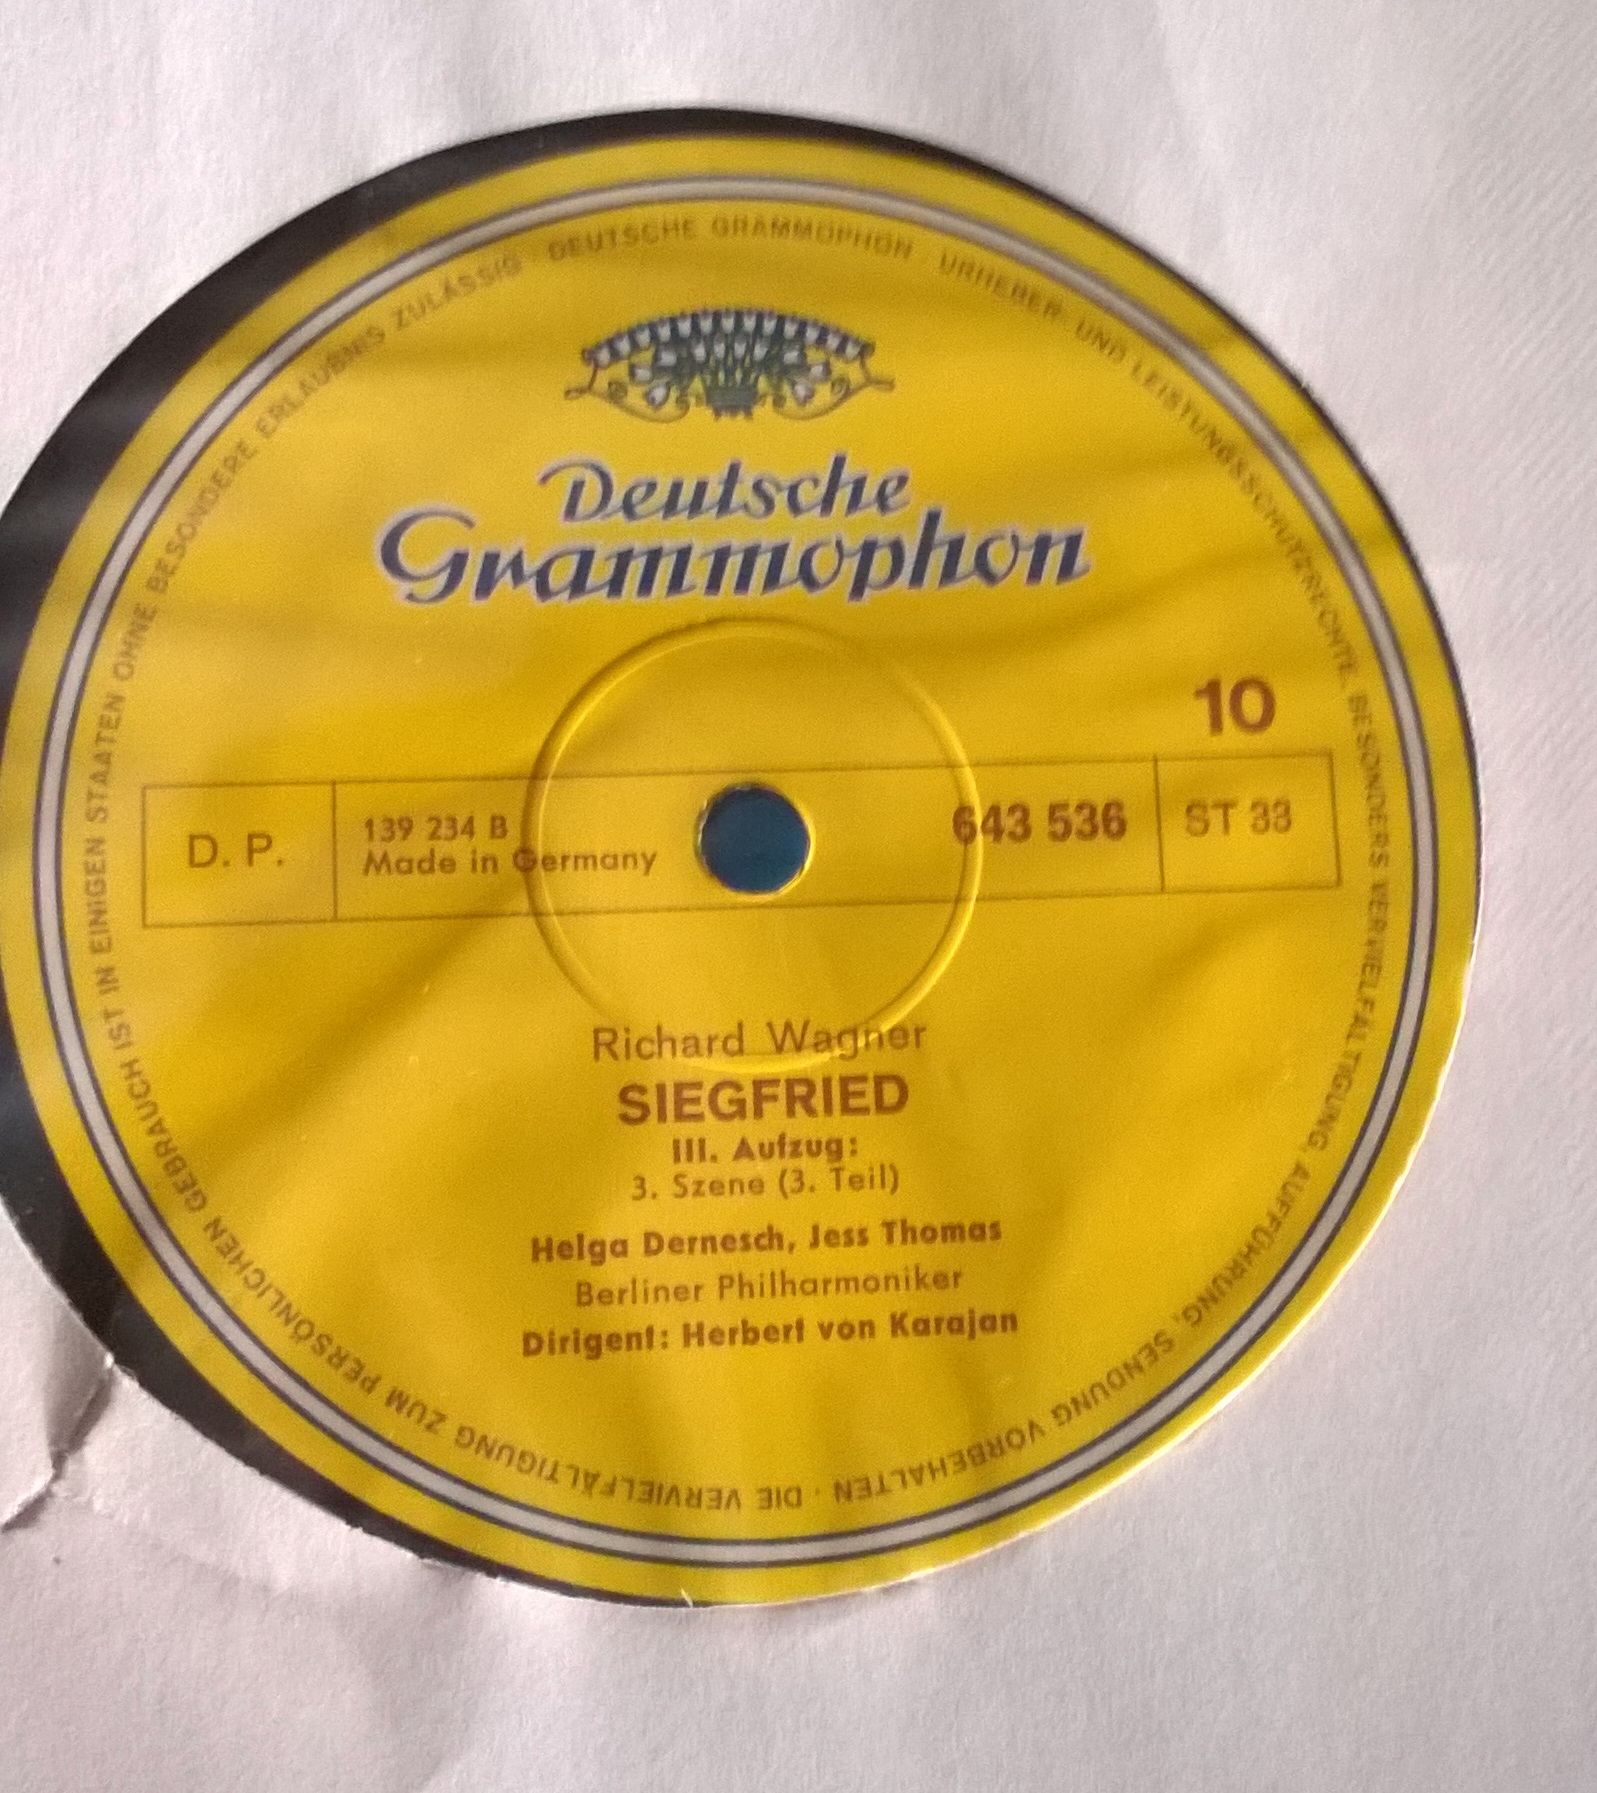 DEUTSCHE GRAMMOPHON · URHEBER- UND LEISTUNGSSCHUTZRECHTE, BESONDERS VERVIELFÄLTIGUNG, AUFFÜHRUNG, SENDUNG VORBEHALTEN · DIE VERVIELFÄLTIGUNG ZUM PERSÖNLICHEN GEBRAUCH IST IN EINIGEN STAATEN OHNE BESONDERE ERLAUBNIS ZULÄSSIG ·
Deutsche
Grammophon
10
D. P.
139 234 B
Made in Germany
643 536
ST 33
Richard Wagner
SIEGFRIED
III. Aufzug:
3. Szene (3. Teil)
Helga Dernesch, Jess Thomas
Berliner Philharmoniker
Dirigent: Herbert von Karajan